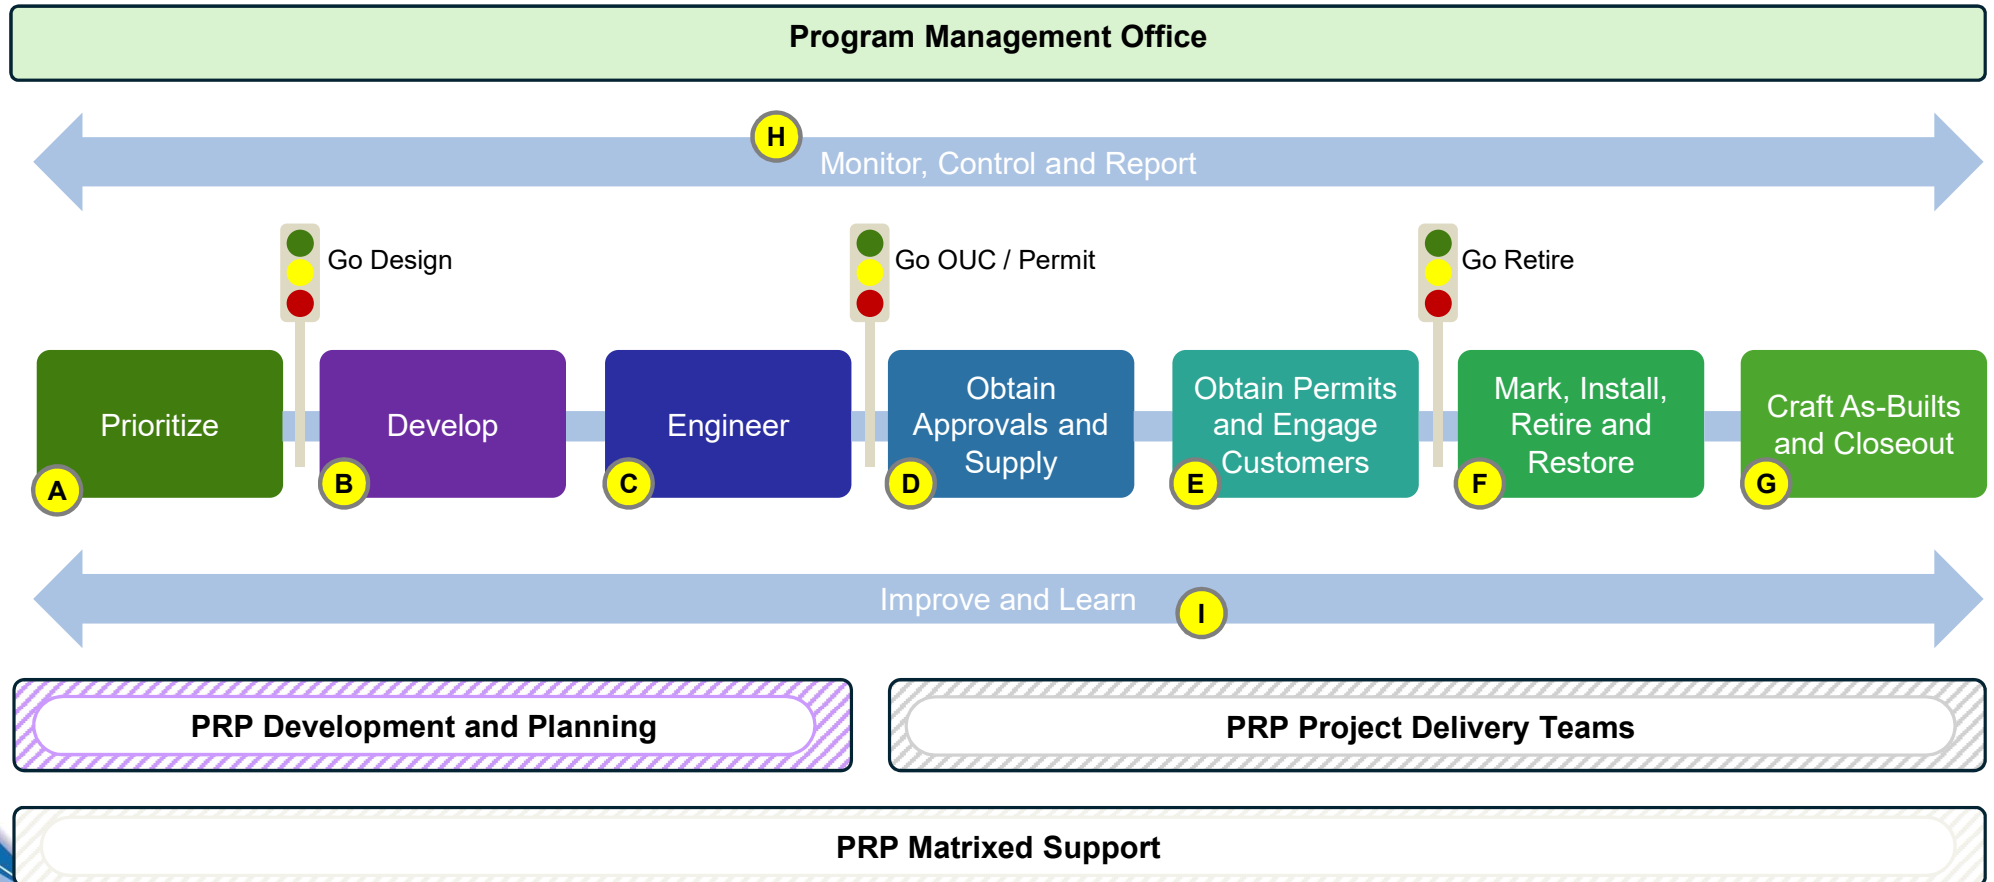 Program Management Office
H
Monitor, Control and Report
Go Design
Go OUC / Permit
Go Retire
Prioritize
A
Develop
B
Engineer
C
Obtain
Approvals and
Supply
D
Obtain Permits
and Engage
Customers
E
Mark, Install,
Retire and
Restore
F
Craft As-Builts
and Closeout
G
Improve and Learn
I
PRP Development and Planning
PRP Project Delivery Teams
PRP Matrixed Support